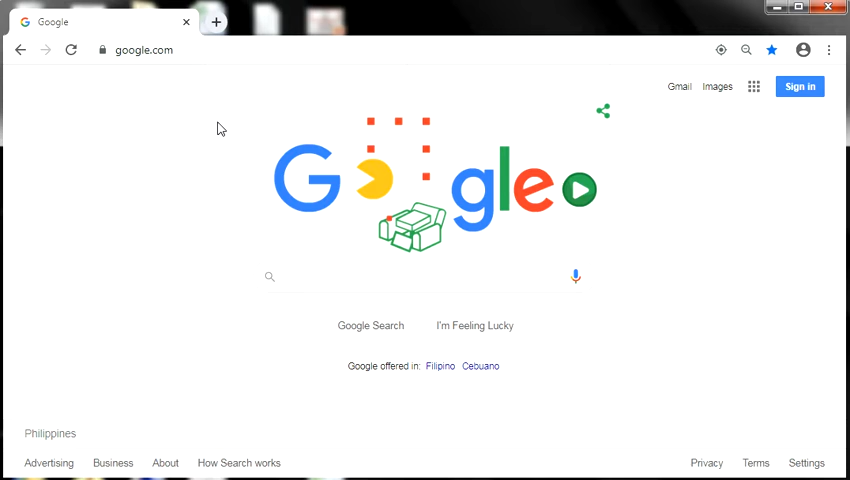 Google
google.com
Gmail Images Sign in
Google
Google Search I'm Feeling Lucky
Google offered in: Filipino Cebuano
Philippines
Advertising Business About How Search works Privacy Terms Settings